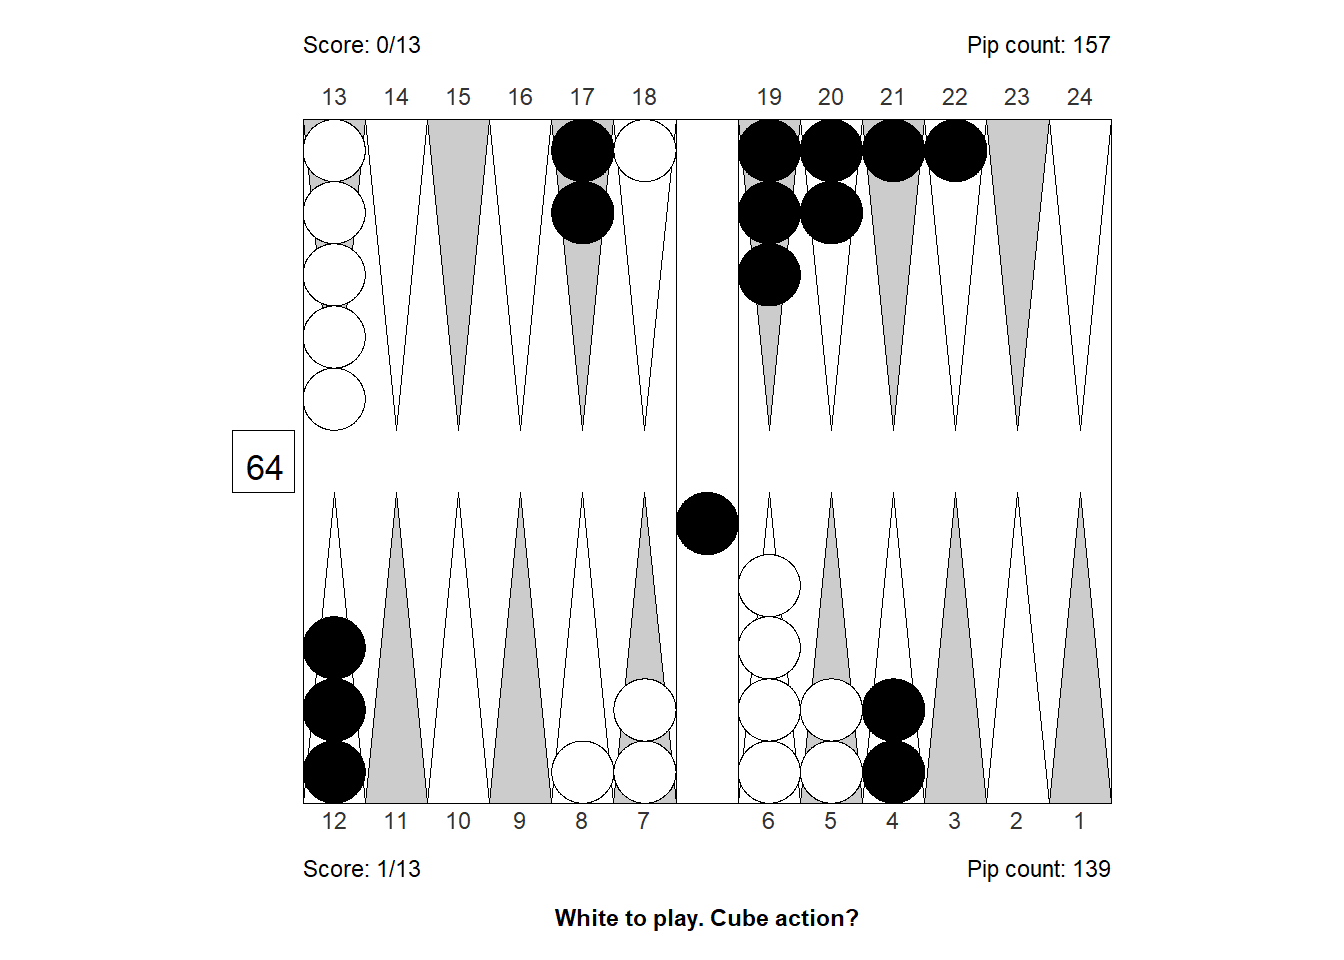 Score: 0/13 Pip count: 157
13 14 15 16 17 18 19 20 21 22 23 24
64
12 11 10 9 8 7 6 5 4 3 2 1
Score: 1/13 Pip count: 139
White to play. Cube action?